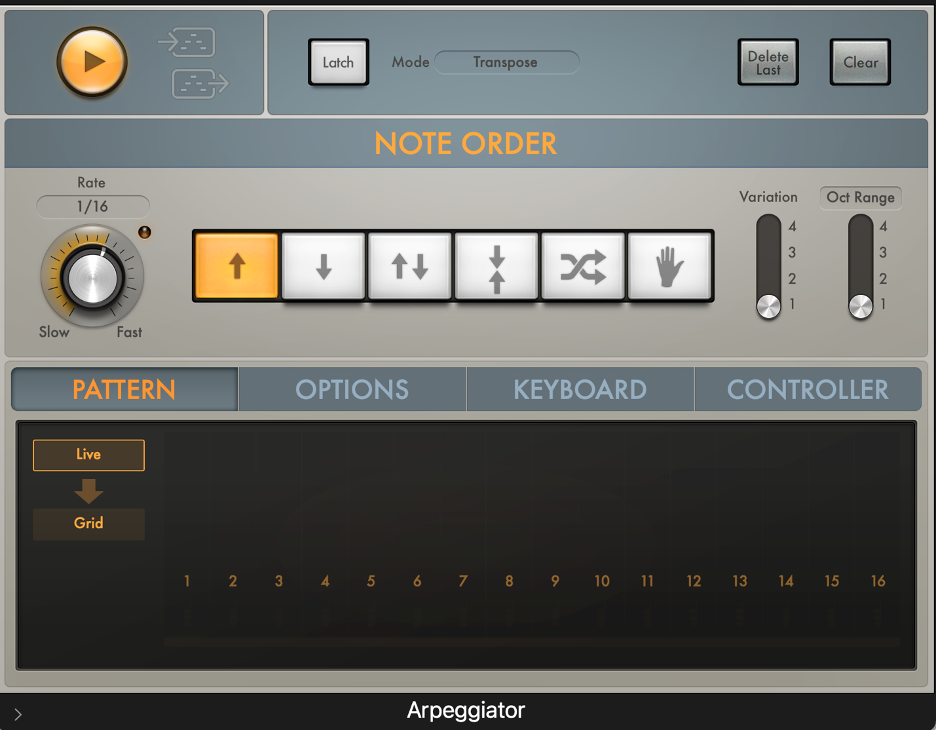 Latch
Mode Transpose
Delete
Last
Clear
NOTE ORDER
Rate
1/16
Slow Fast
Variation
4
3
2
1
Oct Range
4
3
2
1
PATTERN OPTIONS KEYBOARD CONTROLLER
Live
Grid
1 2 3 4 5 6 7 8 9 10 11 12 13 14 15 16
Arpeggiator